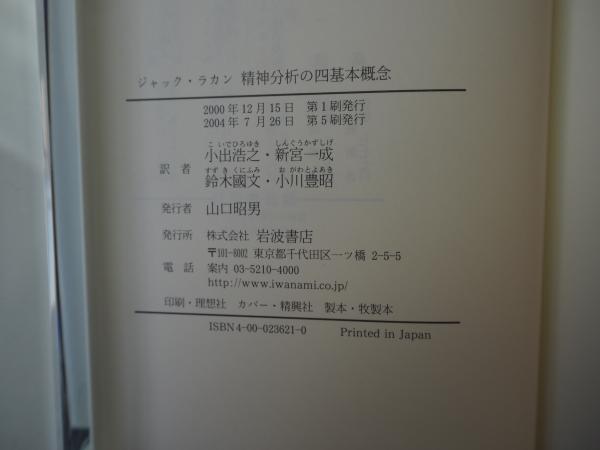 ジャック・ラカン 精神分析の四基本概念
2000年12月15日 第1刷発行
2004年 7月26日 第5刷発行
こいでひろゆき しんぐうかずしげ
小出浩之・新宮一成
訳者
すずきくにふみ おがわとよあき
鈴木國文・小川豊昭
発行者 山口昭男
発行所 株式会社 岩波書店
〒101-8002 東京都千代田区一ツ橋 2-5-5
電話 案内 03-5210-4000
http://www.iwanami.co.jp/
印刷・理想社 カバー・精興社 製本・牧製本
ISBN4-00-023621-0 Printed in Japan